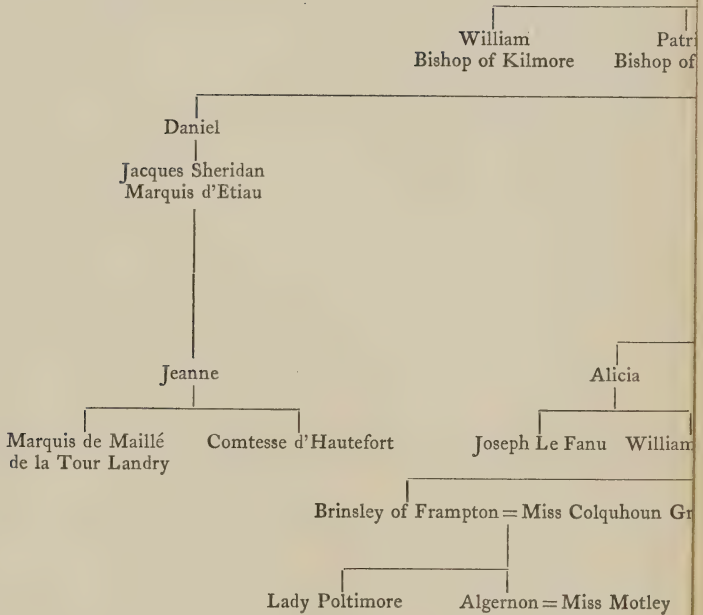 William
Bishop of Kilmore
Bishop of
Daniel
Jacques Sheridan
Marquis d'Etiau
Jeanne
Alicia
Marquis de Maillé
de la Tour Landry
Comtesse d'Hautefort
Joseph Le Fanu William
Brinsley of Frampton = Miss Colquhoun
Lady Poltimore
Algernon = Miss Motley